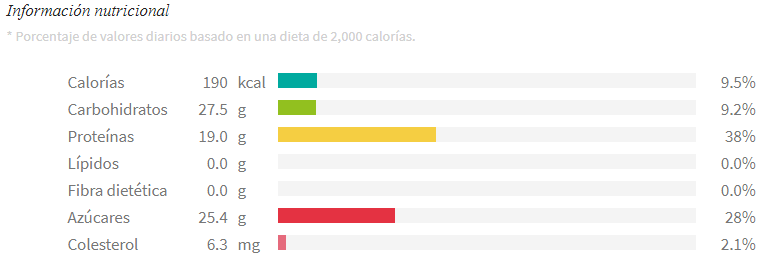 Información nutricional
* Porcentaje de valores diarios basado en una dieta de 2,000 calorías.
Calorías 190 kcal 9.5%
Carbohidratos 27.5 g 9.2%
Proteínas 19.0 g 38%
Lípidos 0.0 g 0.0%
Fibra dietética 0.0 g 0.0%
Azúcares 25.4 g 28%
Colesterol 6.3 mg 2.1%